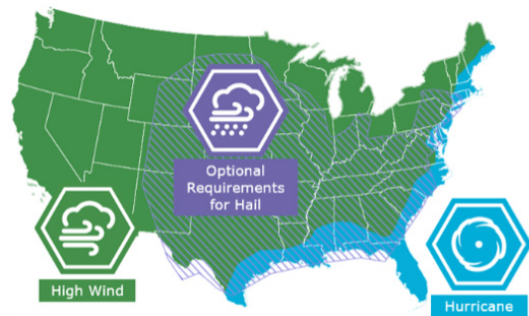 Optional
Requirements
for Hail
High Wind
Hurricane